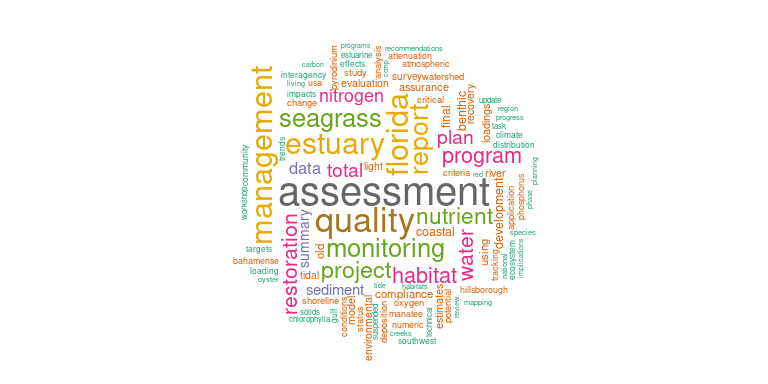 programs
recommendations
estuarine
attenuation
carbon
effects
atmospheric
pyrodinium
analysis
comp
interagency
study
survey
watershed
living
usa
evaluation
assurance
impacts
nitrogen
critical
update
change
florida
report
final
benthic
recovery
region
seagrass
loadings
progress
task
management
estuary
plan
climate
distribution
trends
program
data
total
light
criteria
red
river
planning
community
workshop
assessment
development
application
phosphorus
phase
quality
nutrient
restoration
summary
coastal
water
species
targets
old
monitoring
using
tracking
national
ecosystem
implications
bahamense
loading
oyster
tidal
project
habitat
sediment
tide
habitats
hillsborough
shoreline
compliance
estimates
potential
review
mapping
solids
chlorophylla
gulf
conditions
model
status
environmental
suspended
deposition
oxygen
manatee
numeric
creeks
technical
southwest